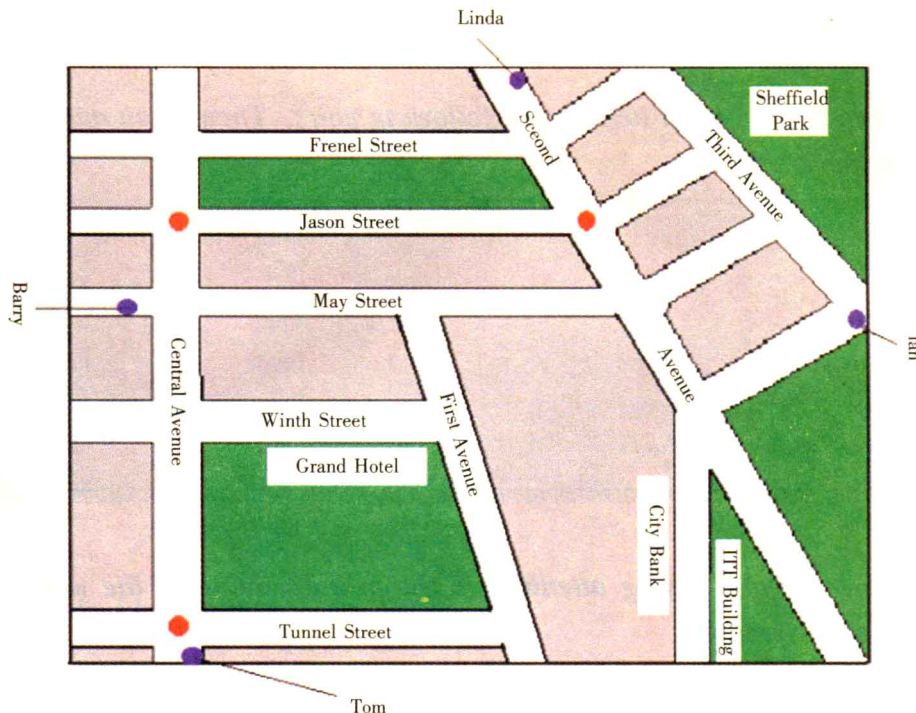 Linda
Sheffield
Park
Sceond
Third Avenue
Frenel Street
Jason Street
May Street
Barry
Ian
Central Avenue
Avenue
First Avenue
Winth Street
Grand Hotel
City Bank
ITT Building
Tunnel Street
Tom